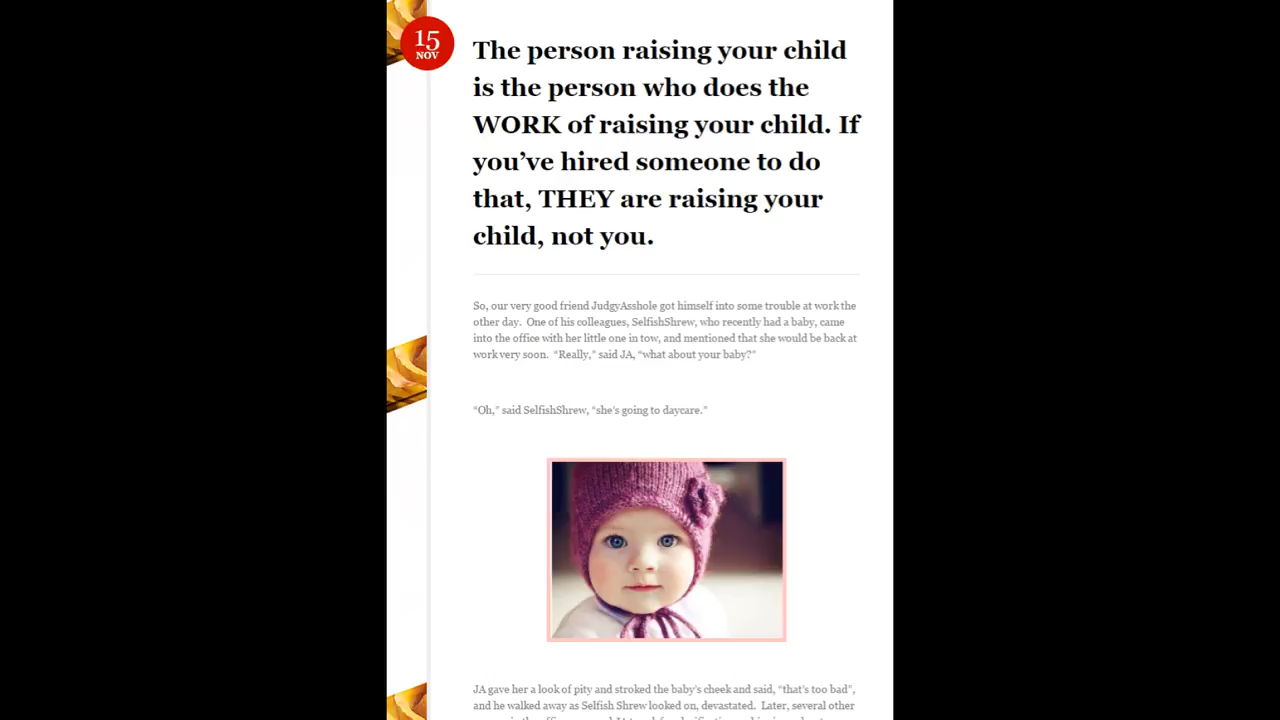 15
NOV
The person raising your child
is the person who does the
WORK of raising your child. If
you’ve hired someone to do
that, THEY are raising your
child, not you.
So, our very good friend JudgyAsshole got himself into some trouble at work the
other day.  One of his colleagues, SelfishShrew, who recently had a baby, came
into the office with her little one in tow, and mentioned that she would be back at
work very soon.  “Really,” said JA, “what about your baby?”
“Oh,” said SelfishShrew, “she’s going to daycare.”
JA gave her a look of pity and stroked the baby’s cheek and said, “that’s too bad”,
and he walked away as Selfish Shrew looked on, devastated.  Later, several other